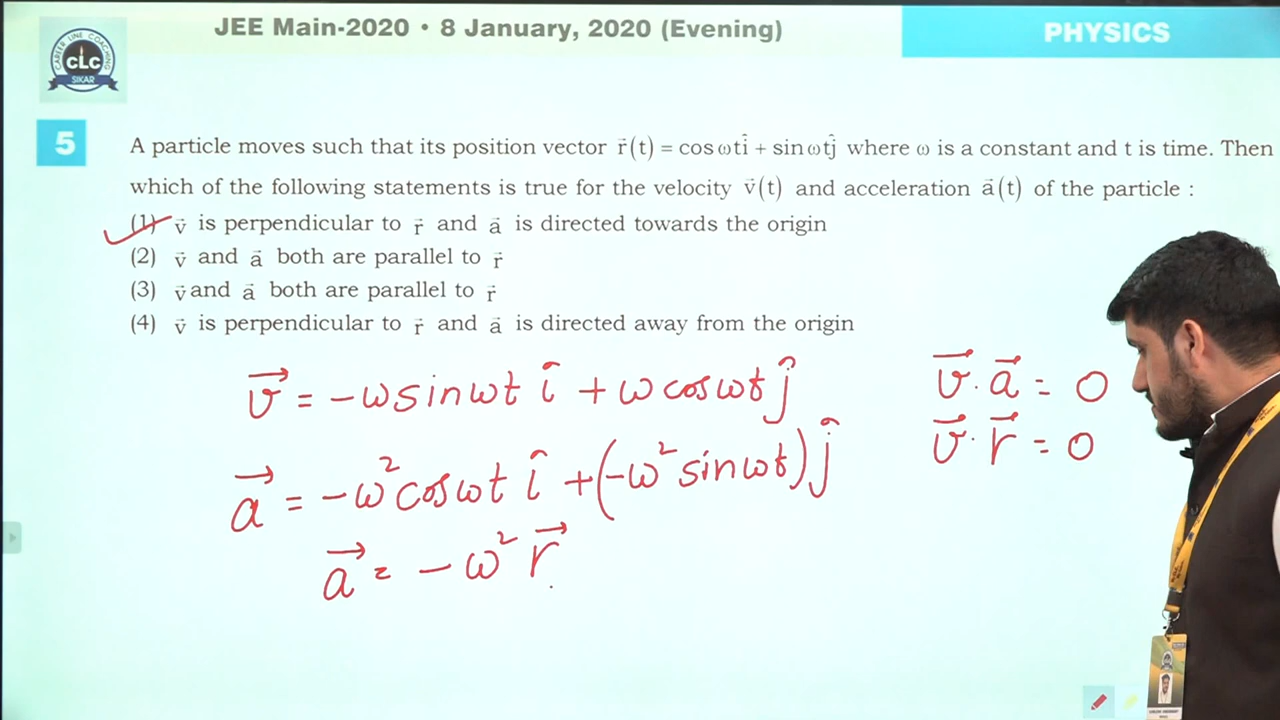 JEE Main-2020 • 8 January, 2020 (Evening)
PHYSICS
CAREER LINE COACHING
CLC
SIKAR
5
A particle moves such that its position vector r⃗(t) = cos ωt î + sin ωt ĵ where ω is a constant and t is time. Then
which of the following statements is true for the velocity v⃗(t) and acceleration a⃗(t) of the particle :
(1) v⃗ is perpendicular to r⃗ and a⃗ is directed towards the origin
(2) v⃗ and a⃗ both are parallel to r⃗
(3) v⃗ and a⃗ both are parallel to r⃗
(4) v⃗ is perpendicular to r⃗ and a⃗ is directed away from the origin
v⃗ = -ω sin ωt î + ω cos ωt ĵ
a⃗ = -ω² cos ωt î + (-ω² sin ωt) ĵ
a⃗ = -ω² r⃗
v⃗ · a⃗ = 0
v⃗ · r⃗ = 0